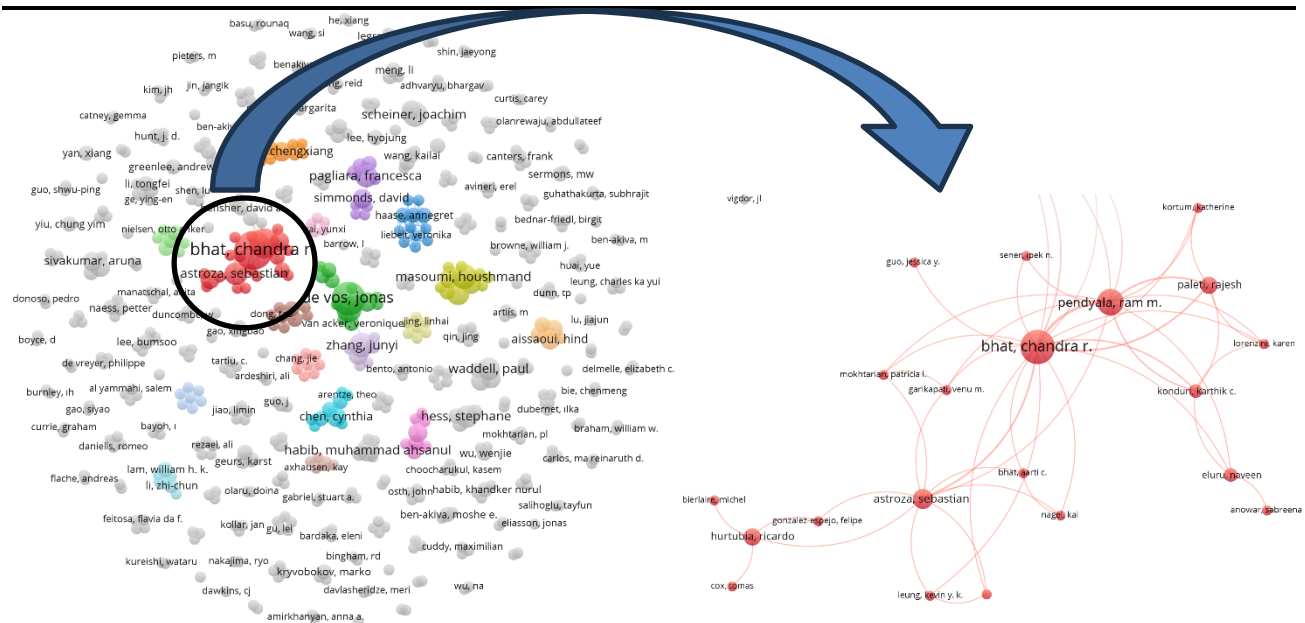 he, xiang
basu, rounaq
wang, si
shin, jaeyong
pieters, m
meng, li
kim, jh
jin, jangik
adhvaryu, bhargav
curtis, carey
catney, gemma
scheiner, joachim
olanrewaju, abdullateef
hunt, j. d.
lee, hyojung
yan, xiang
chengxiang
wang, kailai
canters, frank
greenlee, andrew
pagliara, francesca
sermons, mw
guo, shwu-ping
li, tongfei
shen, lu
avineri, erel
guhathakurta, subhrajit
ge, ying-en
simmonds, david
yiu, chung yim
haase, annegret
bednar-friedl, birgit
liebelt, veronika
barrow, l
browne, william j.
ben-akiva, m
bhat, chandra r
sivakumar, aruna
astroza, sebastian
masoumi, houshmand
huai, yue
leung, charles ka yui
donoso, pedro
de vos, jonas
dunn, tp
naess, petter
artis, m
van acker, veronique
lu, jiajun
boyce, d
lee, bumsoo
zhang, junyi
qin, jing
aissaoui, hind
de vreyer, philippe
tartiu, c.
chang, jie
bento, antonio
waddell, paul
delmelle, elizabeth c.
ardeshiri, ali
al yammahi, salem
arentze, theo
bie, chenmeng
gao, siyao
jiao, limin
guo, j
chen, cynthia
hess, stephane
dubernet, ilka
currie, graham
mokhtarian, pl
braham, william w.
daniells, romeo
rezaei, ali
habib, muhammad ahsanul
wu, wenjie
flache, andreas
lam, william h. k.
geurs, karst
axhausen, kay
choocharukul, kasem
carlos, ma reinaruth d.
li, zhi-chun
olaru, doina
gabriel, stuart a.
osth, john
habib, khandker nurul
salihoglu, tayfun
feitosa, flavia da f.
kollar, jan
gu, lei
bardaka, eleni
ben-akiva, moshe e.
eliasson, jonas
cuddy, maximilian
kureishi, wataru
nakajima, ryo
bingham, rd
kryvobokov, marko
dawkins, cj
davlasheridze, meri
wu, na
amirkhanyan, anna a.
vigdor, jl
kortum, katherine
guo, jessica y.
sener, ipek n.
paleti, rajesh
pendyala, ram m.
bhat, chandra r.
lorenzini, karen
mokhtarian, patricia l.
garikapati, venu m.
konduri, karthik c.
bhat, aarti c.
eluru, naveen
bierlaire, michel
astroza, sebastian
anowar, sabreena
gonzalez-espejo, felipe
nagel, kai
hurtubia, ricardo
cox, tomas
leung, kevin y. k.